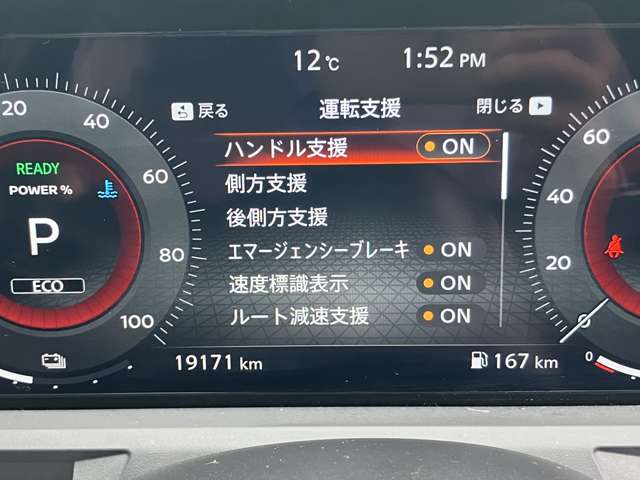 12℃ 1:52 PM
戻る 運転支援 閉じる
ハンドル支援 ON
側方支援
後側方支援
エマージェンシーブレーキ ON
速度標識表示 ON
ルート減速支援 ON
19171 km 167 km
20
40
60
80
100
READY
POWER %
P
ECO
60
40
20
0